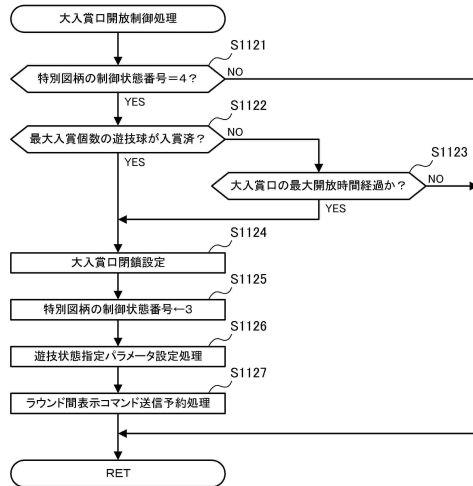 大入賞口開放制御処理
S1121
特別図柄の制御状態番号＝4？
NO
YES
S1122
最大入賞個数の遊技球が入賞済？
NO
YES
S1123
大入賞口の最大開放時間経過か？
NO
YES
S1124
大入賞口閉鎖設定
S1125
特別図柄の制御状態番号←3
S1126
遊技状態指定パラメータ設定処理
S1127
ラウンド間表示コマンド送信予約処理
RET